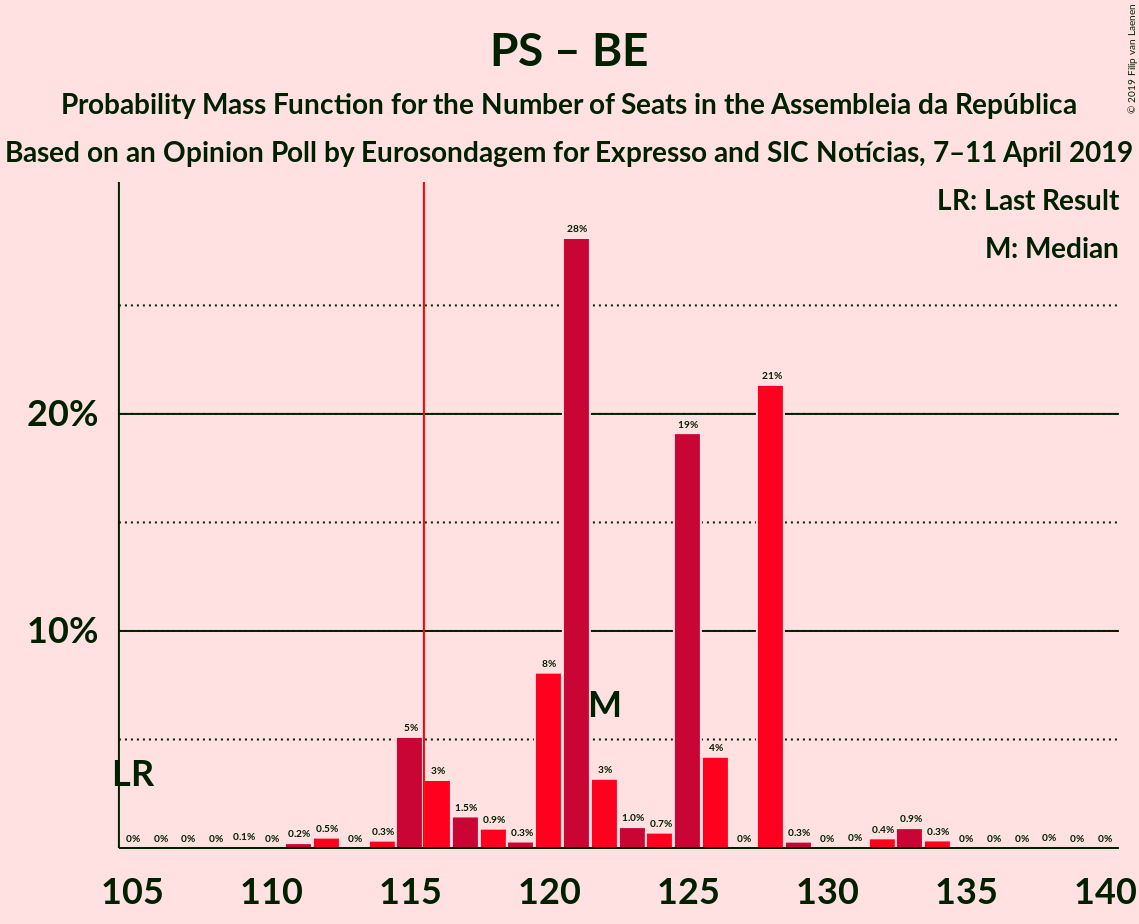 PS – BE
Probability Mass Function for the Number of Seats in the Assembleia da República
Based on an Opinion Poll by Eurosondagem for Expresso and SIC Notícias, 7–11 April 2019
© 2019 Filip van Laenen
LR: Last Result
M: Median
28%
21%
20%
19%
10%
8%
M
5%
4%
3%
3%
LR
1.5%
0.9%
1.0%
0.7%
0.9%
0% 0% 0% 0% 0.1% 0% 0.2% 0.5% 0% 0.3% 0.3% 0% 0.3% 0% 0% 0.4% 0.3% 0% 0% 0% 0% 0% 0%
105 110 115 120 125 130 135 140